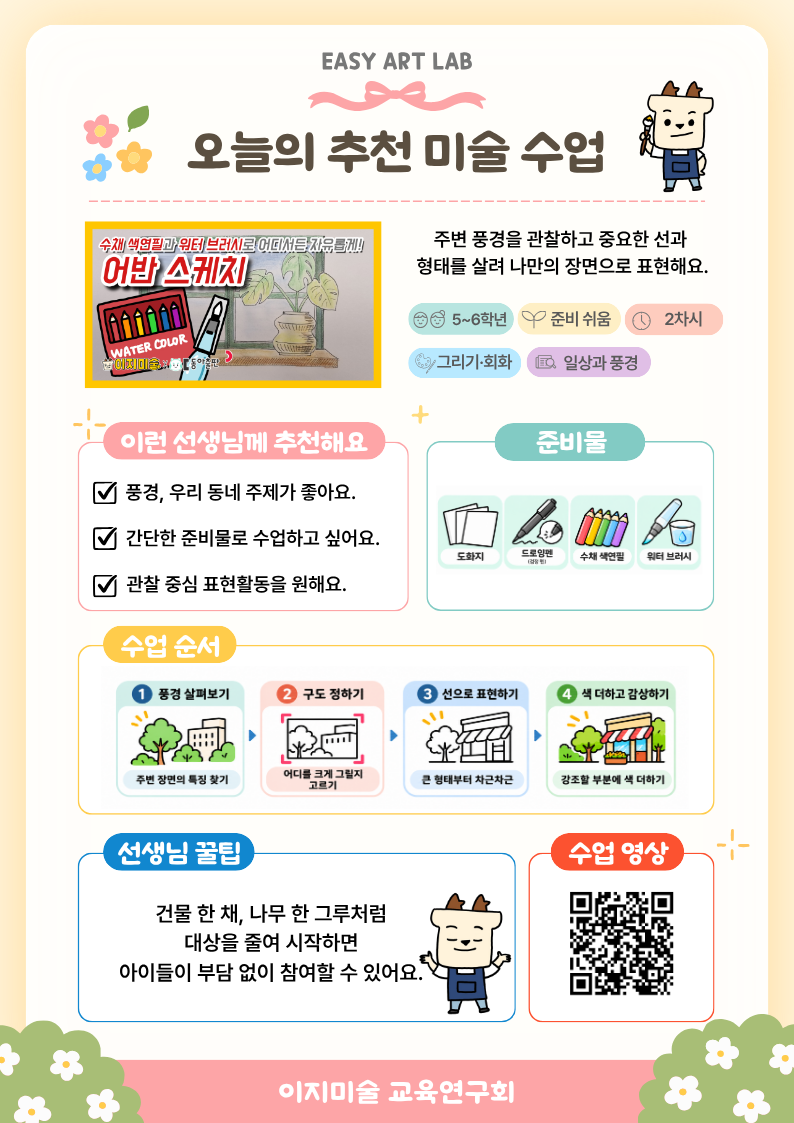 EASY ART LAB
오늘의 추천 미술 수업
수채 색연필과 워터 브러시로 어디서든 자유롭게!
어반 스케치
WATER COLOR
이지미술
동아출판
주변 풍경을 관찰하고 중요한 선과
형태를 살려 나만의 장면으로 표현해요.
5~6학년
준비 쉬움
2차시
그리기·회화
일상과 풍경
이런 선생님께 추천해요
풍경, 우리 동네 주제가 좋아요.
간단한 준비물로 수업하고 싶어요.
관찰 중심 표현활동을 원해요.
준비물
도화지
드로잉펜
수채 색연필
워터 브러시
수업 순서
1 풍경 살펴보기
주변 장면의 특징 찾기
2 구도 정하기
어디를 크게 그릴지
고르기
3 선으로 표현하기
큰 형태부터 차근차근
4 색 더하고 감상하기
강조할 부분에 색 더하기
선생님 꿀팁
건물 한 채, 나무 한 그루처럼
대상을 줄여 시작하면
아이들이 부담 없이 참여할 수 있어요.
수업 영상
이지미술 교육연구회